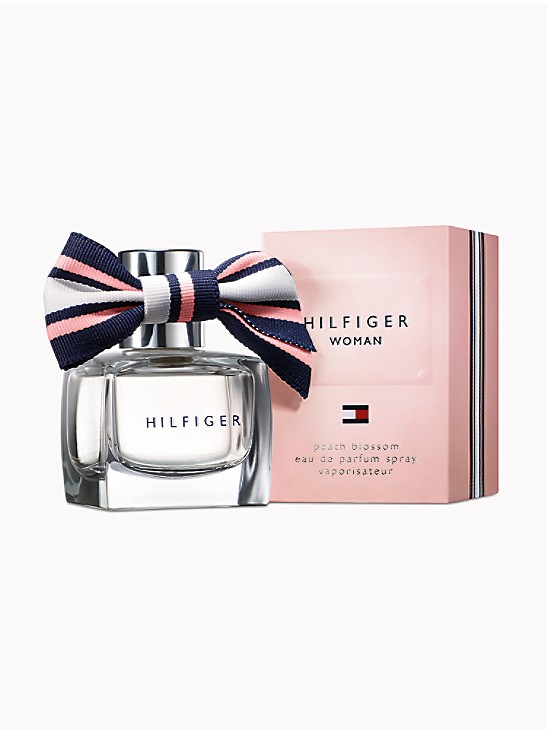 HILFIGER
HILFIGER
WOMAN
peach blossom
eau de parfum spray
vaporisateur